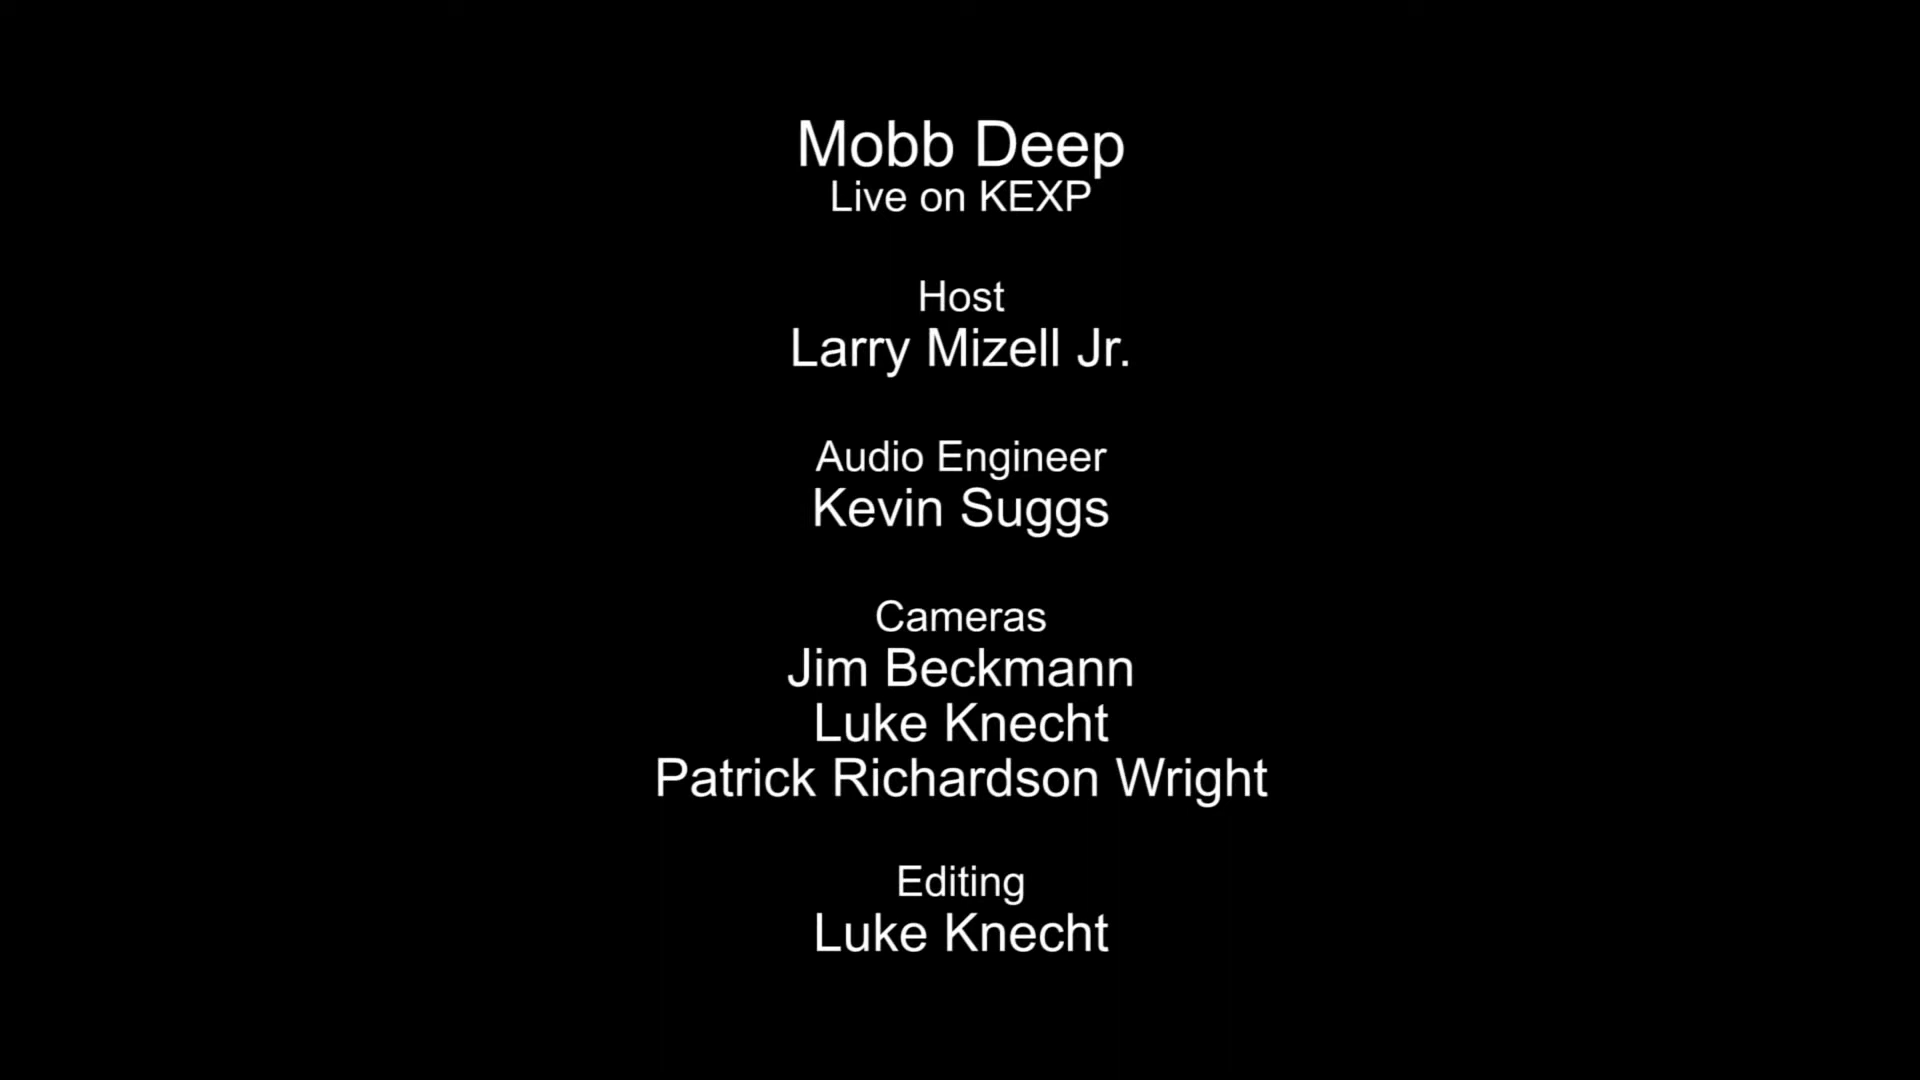 Mobb Deep
Live on KEXP
Host
Larry Mizell Jr.
Audio Engineer
Kevin Suggs
Cameras
Jim Beckmann
Luke Knecht
Patrick Richardson Wright
Editing
Luke Knecht